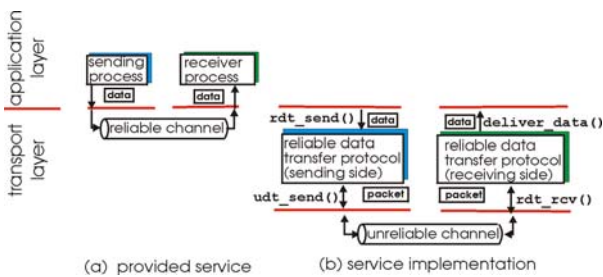 application
layer
transport
layer
sending
process
receiver
process
data
data
reliable channel
(a) provided service
rdt_send()
data
data
deliver_data()
reliable data
transfer protocol
(sending side)
reliable data
transfer protocol
(receiving side)
udt_send()
packet
packet
rdt_rcv()
unreliable channel
(b) service implementation